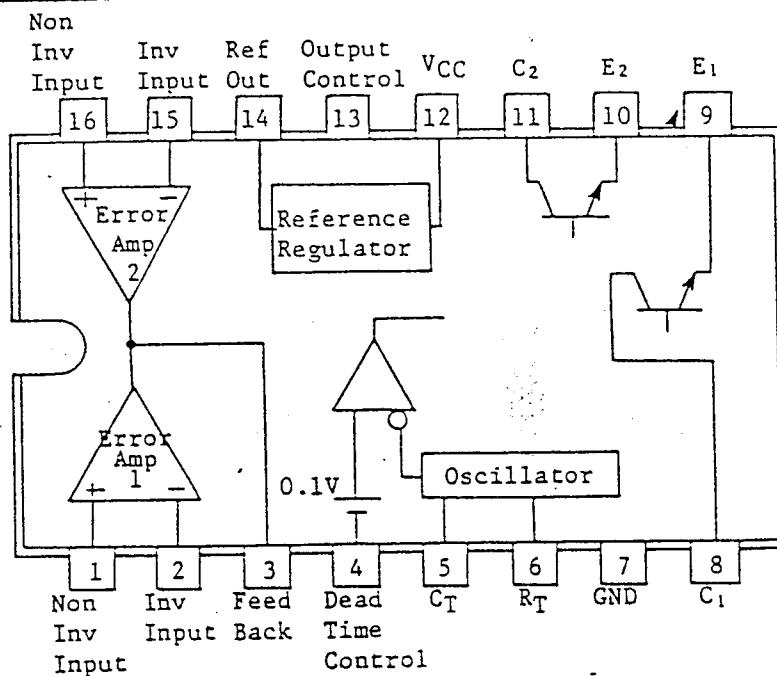 Non
Inv
Input
Inv
Input
Ref
Out
Output
Control
VCC
C2
E2
E1
16
15
14
13
12
11
10
9
+
−
Error
Amp
2
Reference
Regulator
Error
Amp
1
+
−
0.1V
Oscillator
1
2
3
4
5
6
7
8
Non
Inv
Input
Inv
Input
Feed
Back
Dead
Time
Control
CT
RT
GND
C1